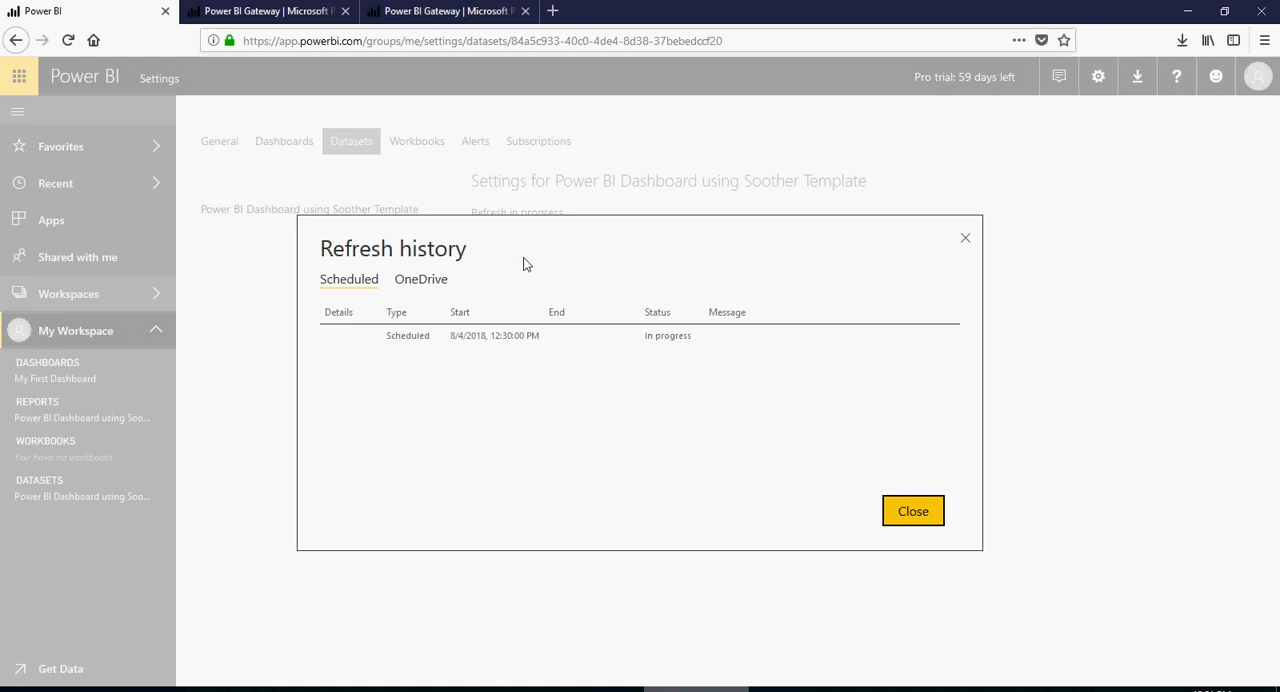 Power BI
Power BI Gateway | Microsoft P
Power BI Gateway | Microsoft P
https://app.powerbi.com/groups/me/settings/datasets/84a5c933-40c0-4de4-8d38-37bebedccf20
Power BI Settings
Pro trial: 59 days left
Favorites
Recent
Apps
Shared with me
Workspaces
My Workspace
DASHBOARDS
My First Dashboard
REPORTS
Power BI Dashboard using Soo...
WORKBOOKS
You have no workbooks
DATASETS
Power BI Dashboard using Soo...
Get Data
General Dashboards Datasets Workbooks Alerts Subscriptions
Settings for Power BI Dashboard using Soother Template
Power BI Dashboard using Soother Template
Refresh in progress
Refresh history
Scheduled OneDrive
Details Type Start End Status Message
Scheduled 8/4/2018, 12:30:00 PM In progress
Close